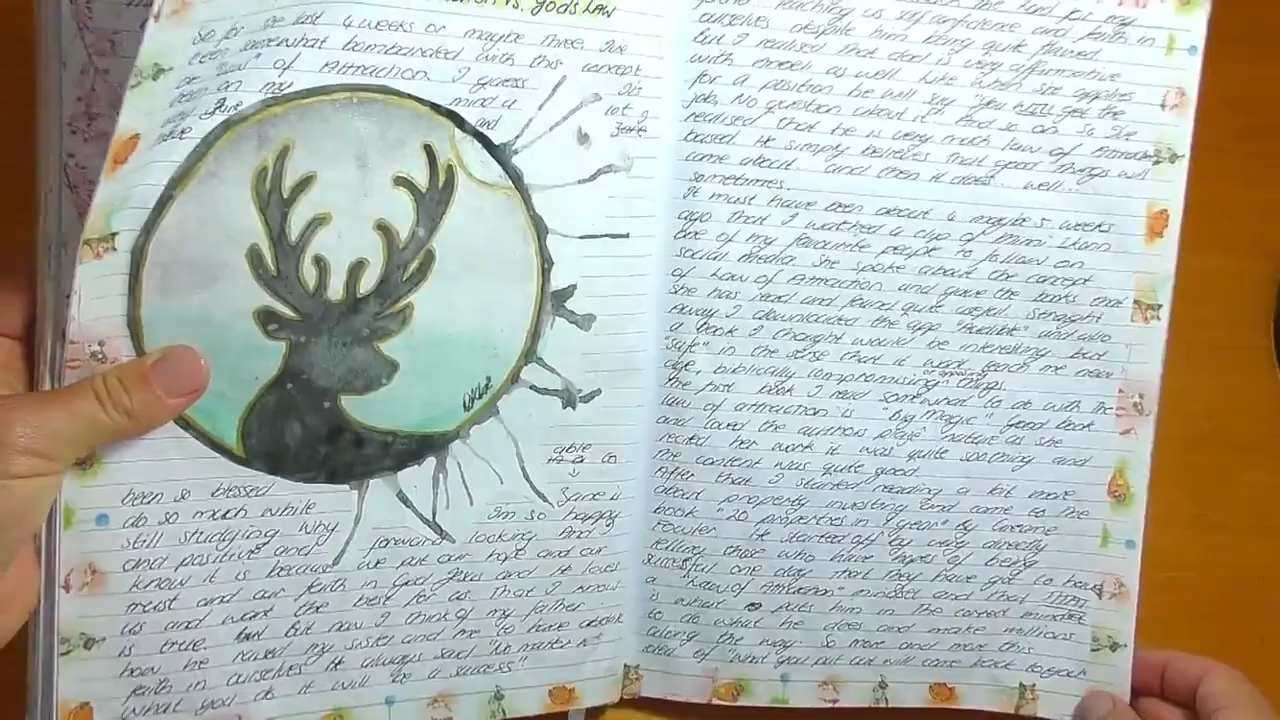 vs. gods LAW
So for the last 4 weeks or maybe three I've
been somewhat bombarded with this concept
of Attraction I guess It's
been on my mind a lot
and Zane
have
able
to
been so blessed Zane is
do so much while I'm so happy
still studying why forward looking. And I
and positive and
know it is because we put our hope and our
trust and our faith in God Jesus and H loves
us and want the best for us. That I know
is true. But now I think of my father
how he raised my sister and me to have
faith in ourselves. He always said "No matter
what you do it will be a success"
the Lord for my
teaching us self confidence and faith in
ourselves despite him being quite flawed.
But I realised that dad is very affirmative
with as well. Like when she applies
for a position he will say "you WILL get the
job. No question about it" And so on. So I've
realised that he is very much law of Attraction
based. He simply believes that good things will
come about and then it does.. well...
sometimes.
It must have been about 4 maybe 5 weeks
ago that I watched a clip of Mimi Ikonn
one of my favourite people to follow on
social media. She spoke about the concept
of Law of Attraction and gave the books that
she has read and found quite useful. Straight
away I downloaded the app "Audible" and also
a book I thought would be interesting but
"safe" in the sense that it won't teach me new
age, biblically compromising or opposing things.
The first book I read somewhat to do with the
law of attraction is "Big Magic". Good book
and loved the authors nature as she
recited her work it was quite soothing and
the content was quite good
After that I started reading a bit more
about property investing and came to the
book "20 properties in 1 year" by Graeme
Fowler. He started off by very directly
telling those who have hopes of being
succesful one day that they have got to have
a "Law of Attraction" mindset and that THAT
is what puts him in the correct mindset
to do what he does and make millions
along the way. So more and more this
idea of "What you put out will come back to you"